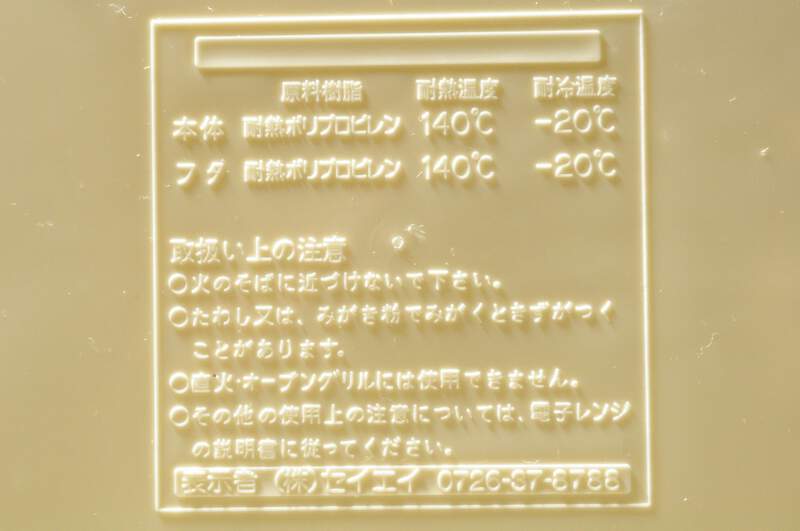 原料樹脂 耐熱温度 耐冷温度
本体 耐熱ポリプロピレン 140℃ -20℃
フタ 耐熱ポリプロピレン 140℃ -20℃
取扱い上の注意
○火のそばに近づけないで下さい。
○たわし又は、みがき粉でみがくときずがつく
ことがあります。
○直火・オーブングリルには使用できません。
○その他の使用上の注意については、電子レンジ
の説明書に従ってください。
表示者 (株)セイエイ 0726-87-8788